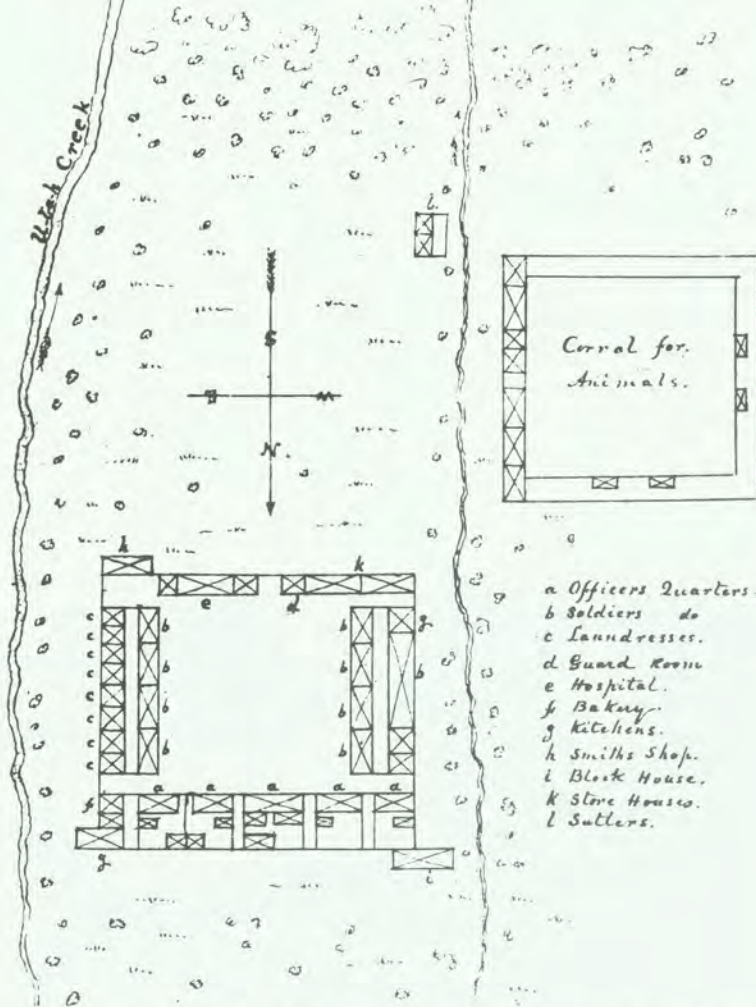 Utah Creek
l
Corral for.
Animals.
N
h
k
e
d
c
c
c
c
c
c
c
b
b
b
b
b
b
b
b
g
b
a
a
a
a
a
f
g
i
a Officers Quarters.
b Soldiers do
c Laundresses.
d Guard Room
e Hospital.
f Bakery.
g Kitchens.
h Smiths Shop.
i Block House.
k Store Houses.
l Sutlers.